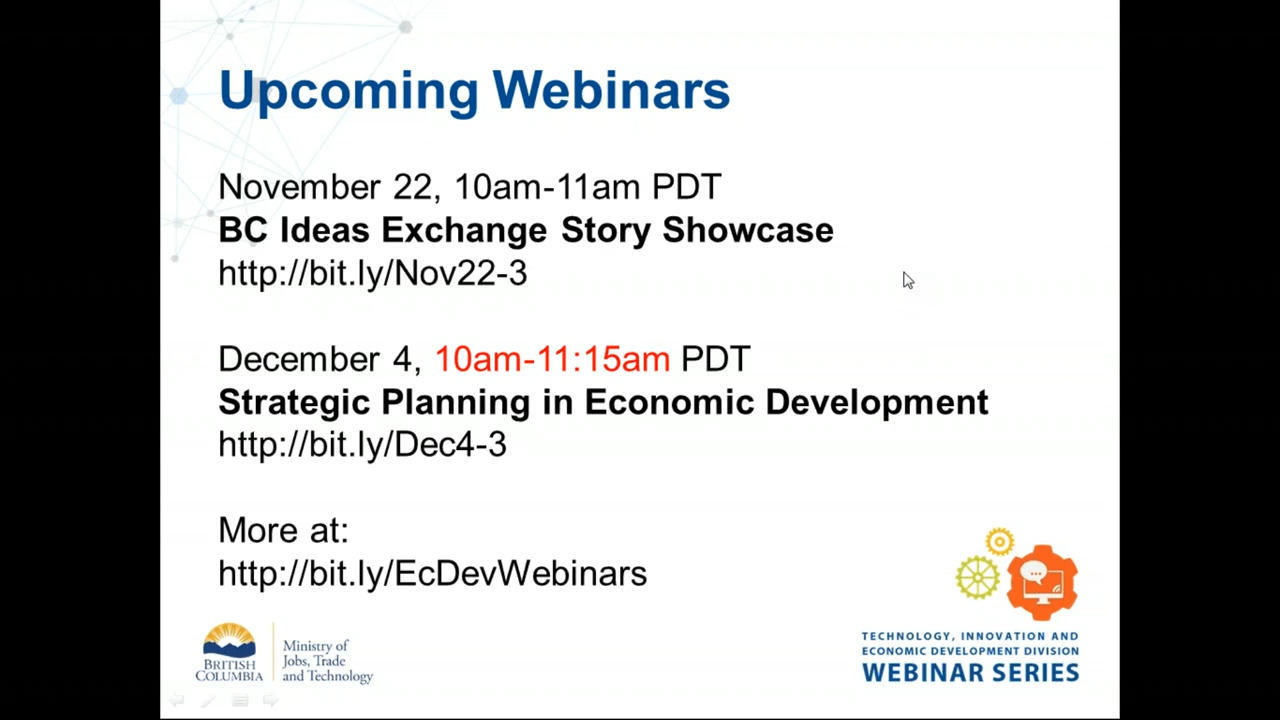 Upcoming Webinars
November 22, 10am-11am PDT
BC Ideas Exchange Story Showcase
http://bit.ly/Nov22-3
December 4, 10am-11:15am PDT
Strategic Planning in Economic Development
http://bit.ly/Dec4-3
More at:
http://bit.ly/EcDevWebinars
BRITISH
COLUMBIA
Ministry of
Jobs, Trade
and Technology
TECHNOLOGY, INNOVATION AND
ECONOMIC DEVELOPMENT DIVISION
WEBINAR SERIES